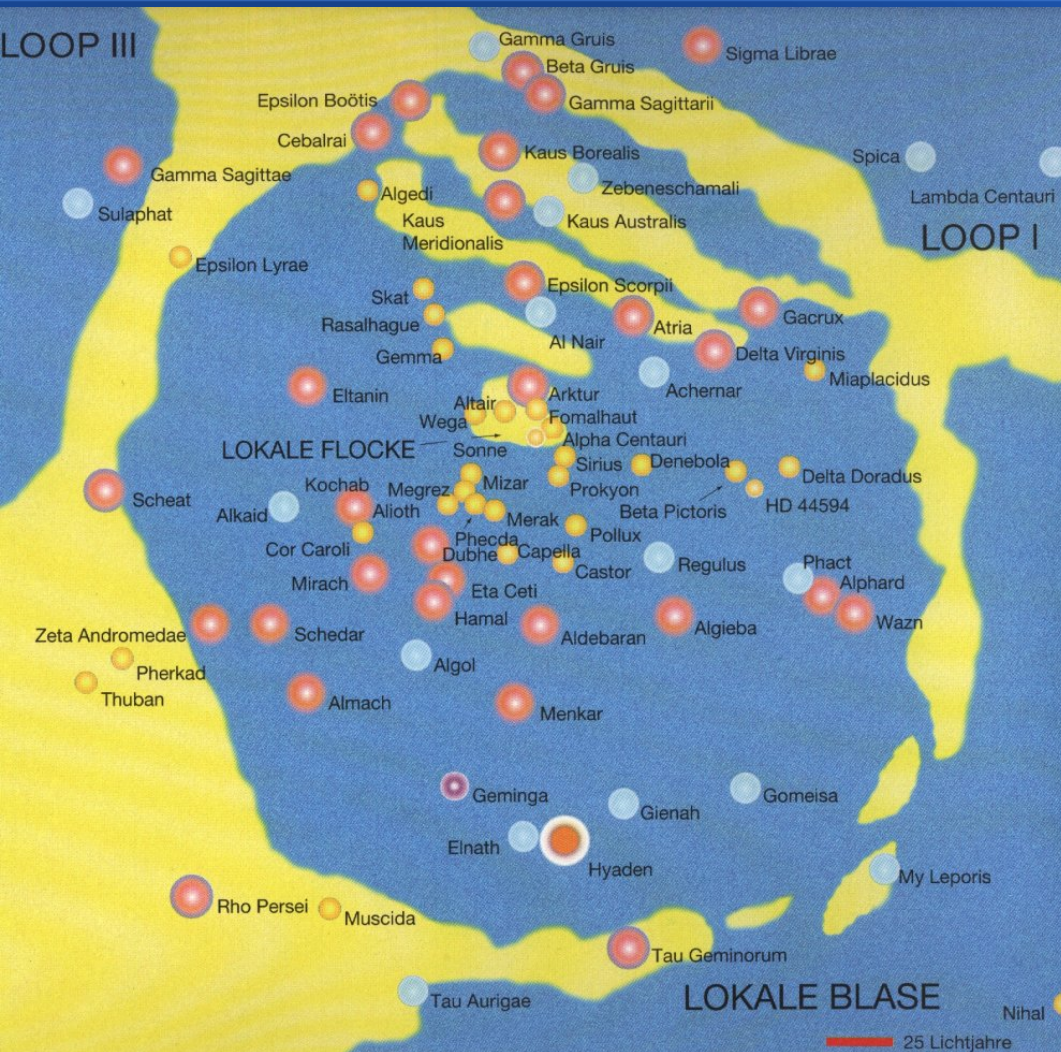 LOOP III
Gamma Gruis
Sigma Librae
Beta Gruis
Epsilon Boötis
Gamma Sagittarii
Cebalrai
Kaus Borealis
Spica
Gamma Sagittae
Zebeneschamali
Algedi
Lambda Centauri
Sulaphat
Kaus
Meridionalis
Kaus Australis
LOOP I
Epsilon Lyrae
Epsilon Scorpii
Skat
Rasalhague
Gacrux
Atria
Al Nair
Gemma
Delta Virginis
Miaplacidus
Eltanin
Achernar
Arktur
Altair
Wega
Fomalhaut
Alpha Centauri
LOKALE FLOCKE
Sonne
Sirius
Denebola
Delta Doradus
Kochab
Mizar
Megrez
Prokyon
Scheat
HD 44594
Alkaid
Alioth
Beta Pictoris
Merak
Phecda
Pollux
Cor Caroli
Dubhe
Capella
Castor
Regulus
Phact
Mirach
Alphard
Eta Ceti
Hamal
Wazn
Zeta Andromedae
Schedar
Aldebaran
Algieba
Algol
Pherkad
Thuban
Almach
Menkar
Geminga
Gomeisa
Gienah
Elnath
Hyaden
My Leporis
Rho Persei
Muscida
Tau Geminorum
Tau Aurigae
LOKALE BLASE
Nihal
25 Lichtjahre